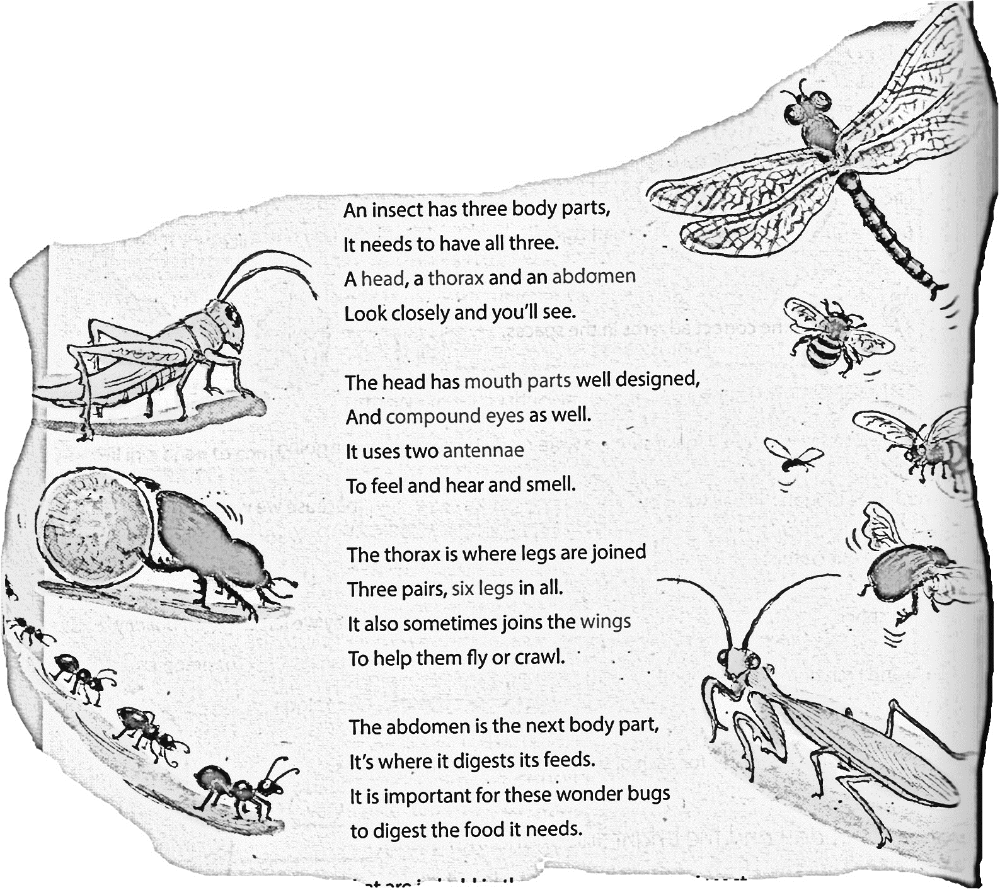 An insect has three body parts,
It needs to have all three.
A head, a thorax and an abdomen
Look closely and you'll see.
The head has mouth parts well designed,
And compound eyes as well.
It uses two antennae
To feel and hear and smell.
The thorax is where legs are joined
Three pairs, six legs in all.
It also sometimes joins the wings
To help them fly or crawl.
The abdomen is the next body part,
It's where it digests its feeds.
It is important for these wonder bugs
to digest the food it needs.